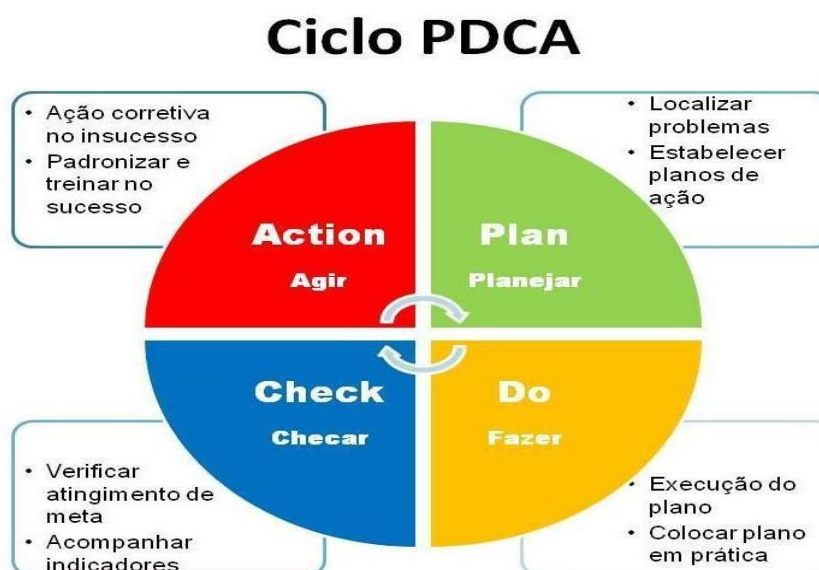 Ciclo PDCA
• Ação corretiva
no insucesso
• Padronizar e
treinar no
sucesso
• Localizar
problemas
• Estabelecer
planos de
ação
Action
Agir
Plan
Planejar
Check
Checar
Do
Fazer
• Verificar
atingimento de
meta
• Acompanhar
indicadores
• Execução do
plano
• Colocar plano
em prática